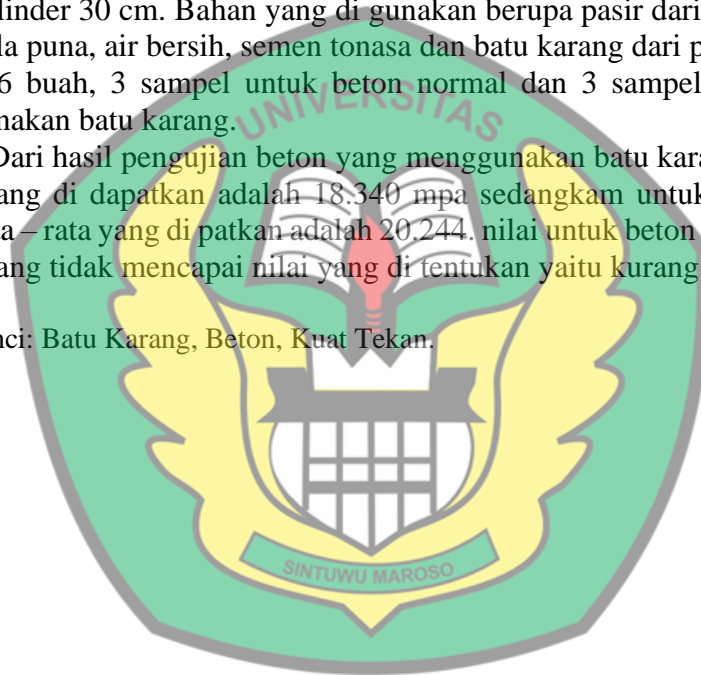 linder 30 cm. Bahan yang di gunakan berupa pasir dari
la puna, air bersih, semen tonasa dan batu karang dari p
6 buah, 3 sampel untuk beton normal dan 3 sampel
nakan batu karang.
Dari hasil pengujian beton yang menggunakan batu kara
ang di dapatkan adalah 18.340 mpa sedangkam untuk
a – rata yang di patkan adalah 20.244. nilai untuk beton
ang tidak mencapai nilai yang di tentukan yaitu kurang
nci: Batu Karang, Beton, Kuat Tekan.
UNIVERSITAS
SINTUWU MAROSO